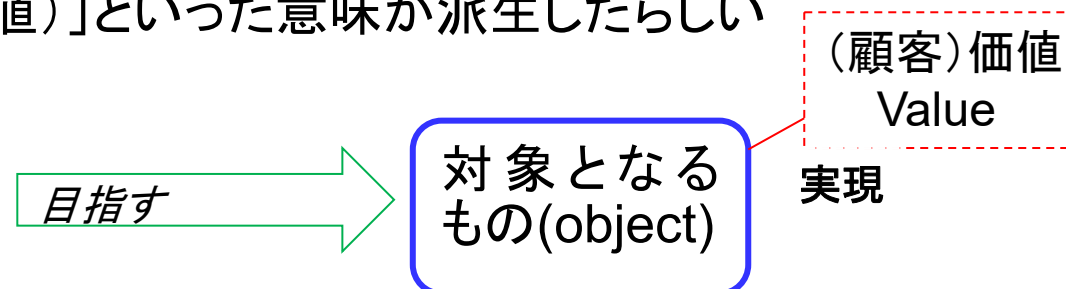 値）」といった意味が派生したらしい
（顧客）価値
Value
対象となる
もの(object)
実現
目指す